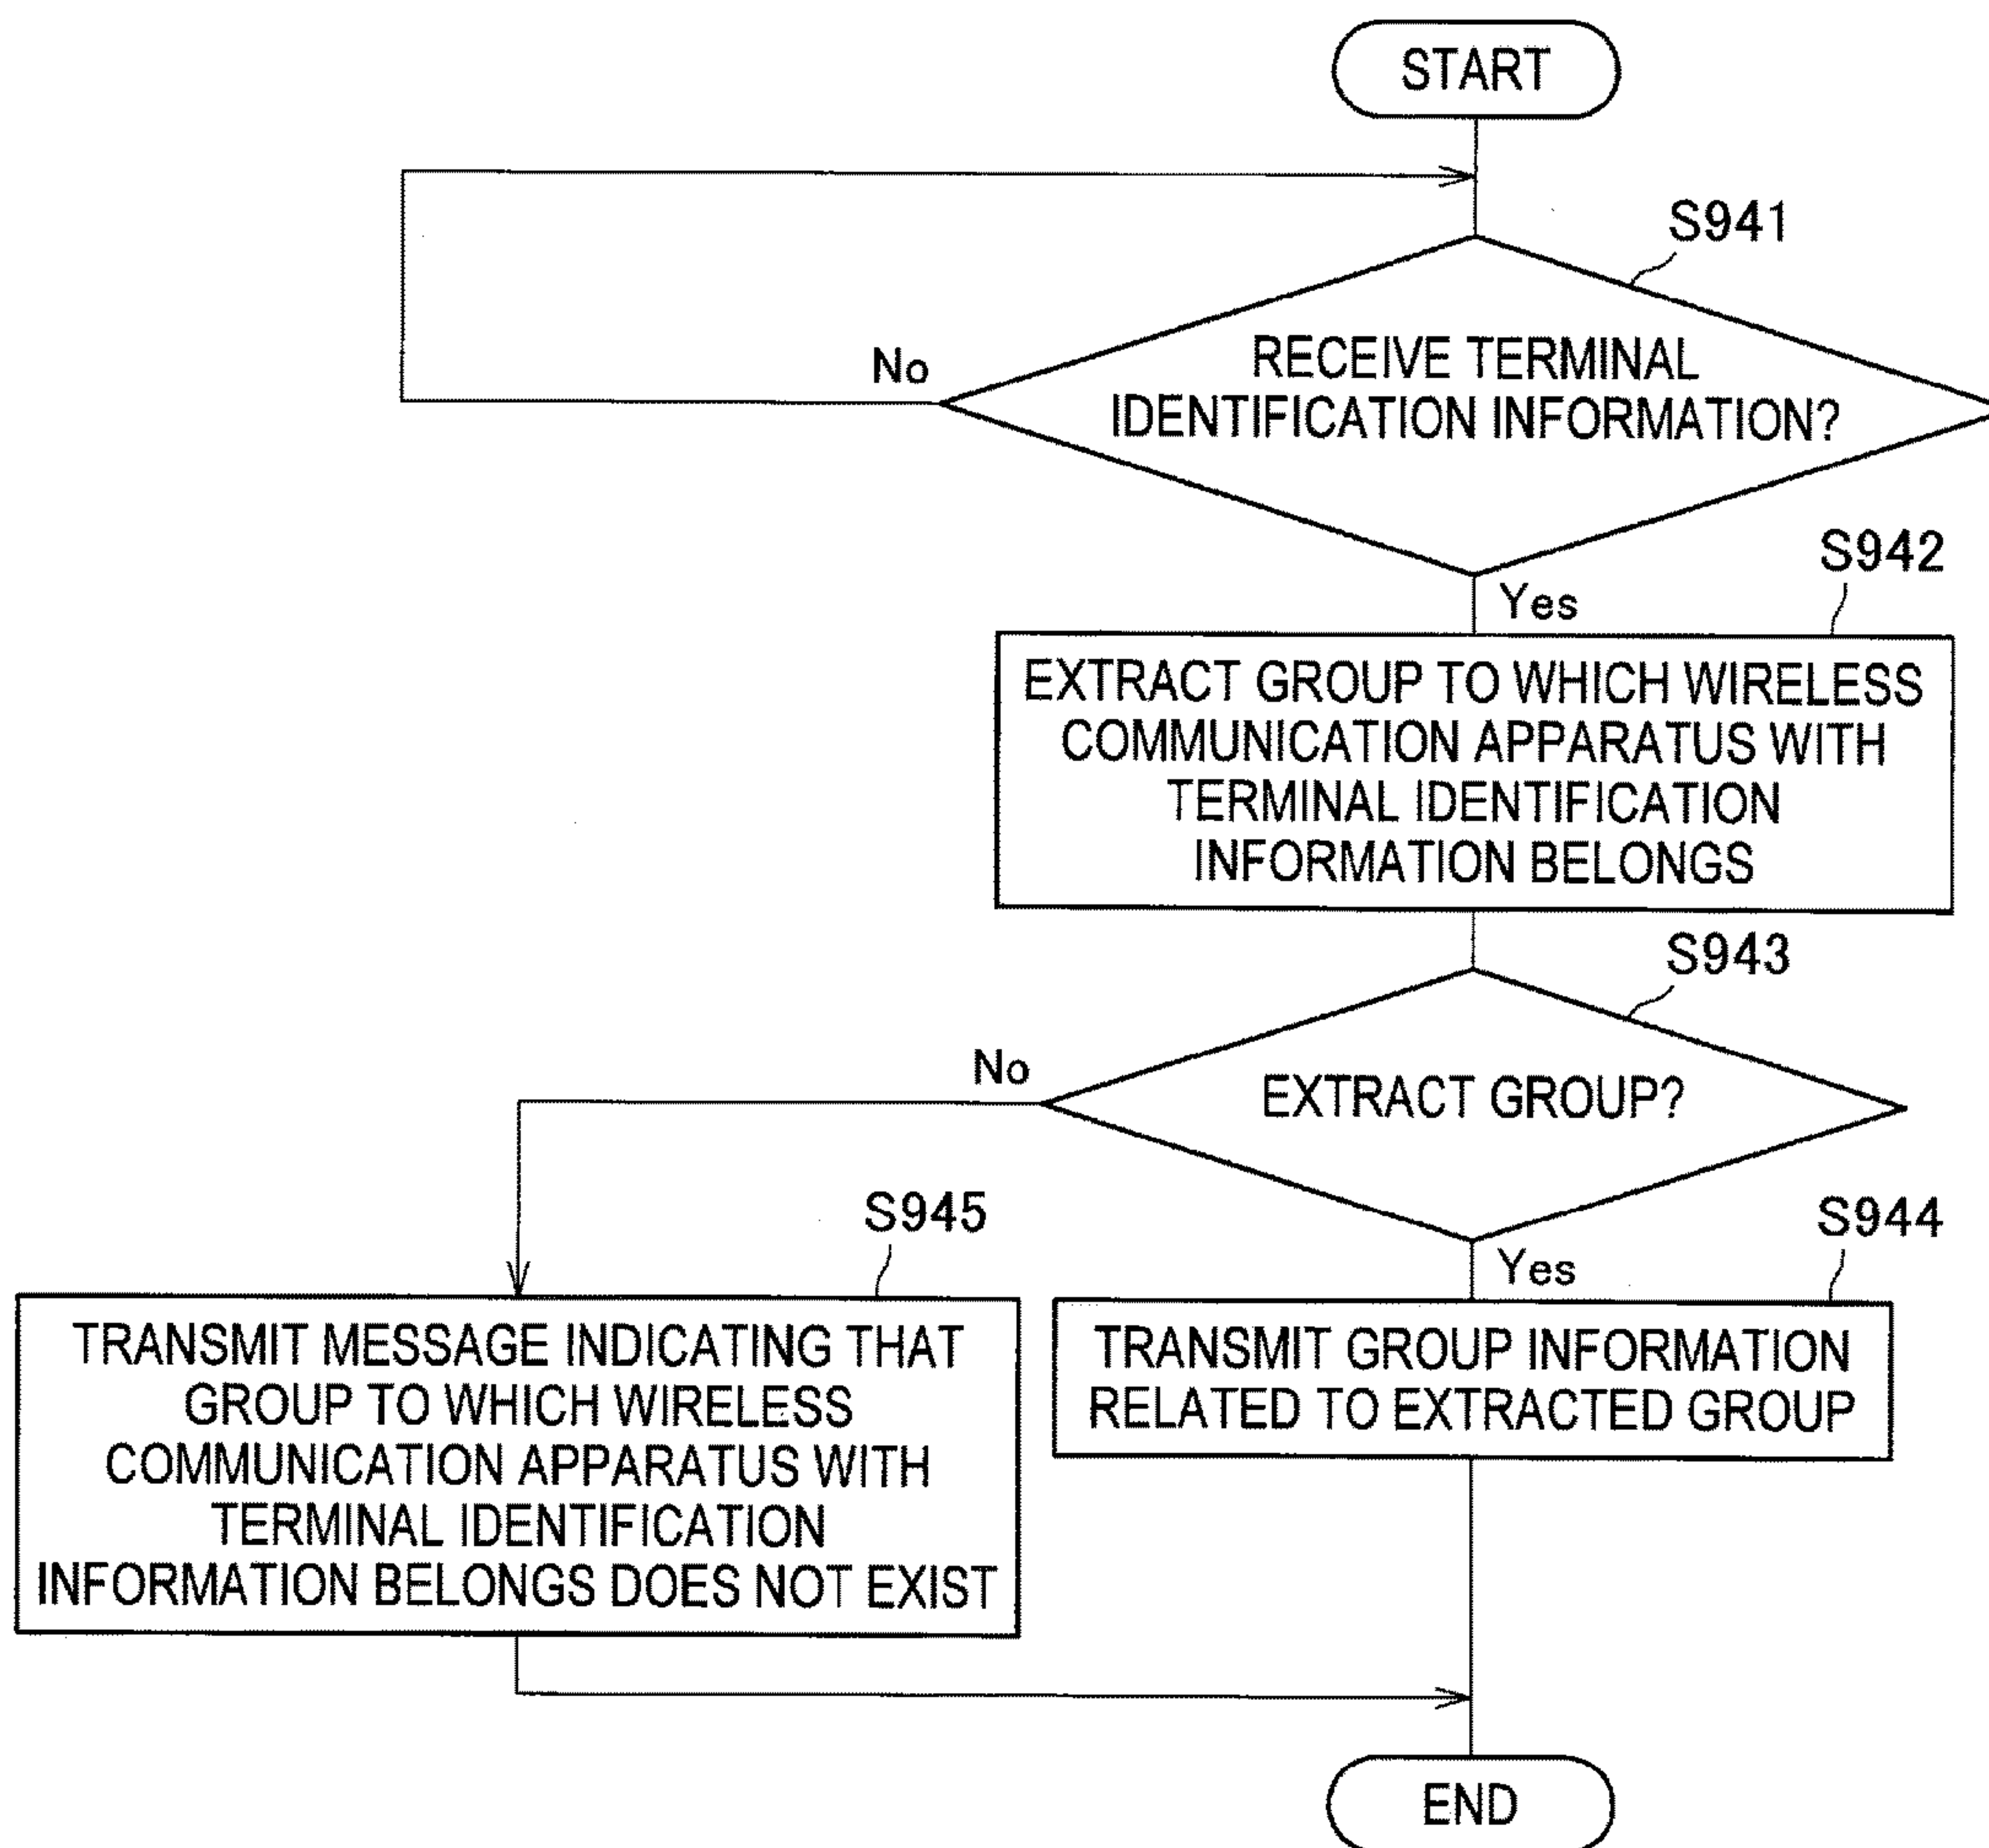 START
S941
RECEIVE TERMINAL
IDENTIFICATION INFORMATION?
No
Yes
S942
EXTRACT GROUP TO WHICH WIRELESS
COMMUNICATION APPARATUS WITH
TERMINAL IDENTIFICATION
INFORMATION BELONGS
S943
EXTRACT GROUP?
No
Yes
S945
TRANSMIT MESSAGE INDICATING THAT
GROUP TO WHICH WIRELESS
COMMUNICATION APPARATUS WITH
TERMINAL IDENTIFICATION
INFORMATION BELONGS DOES NOT EXIST
S944
TRANSMIT GROUP INFORMATION
RELATED TO EXTRACTED GROUP
END